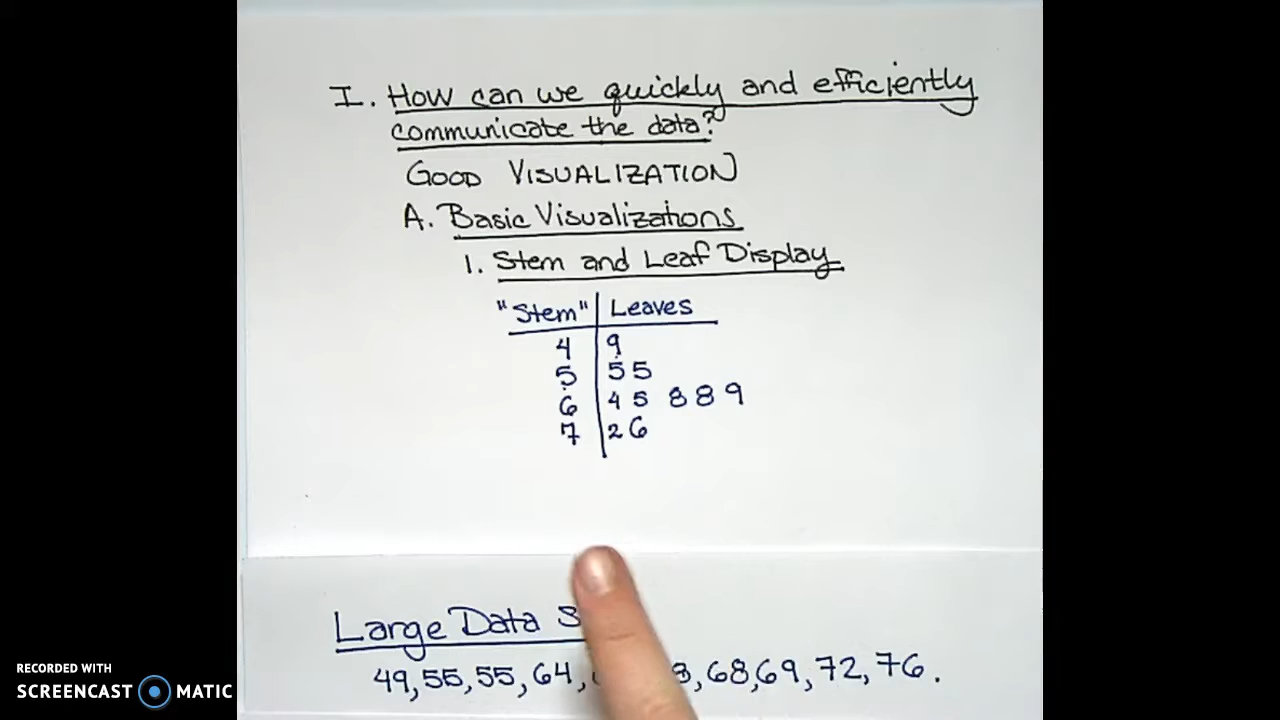 I. How can we quickly and efficiently
communicate the data?
GOOD VISUALIZATION
A. Basic Visualizations
1. Stem and Leaf Display
"Stem" Leaves
4 9
5 5 5
6 4 5 8 8 9
7 2 6
Large Data
49, 55, 55, 64, 68, 69, 72, 76.
RECORDED WITH
SCREENCAST MATIC